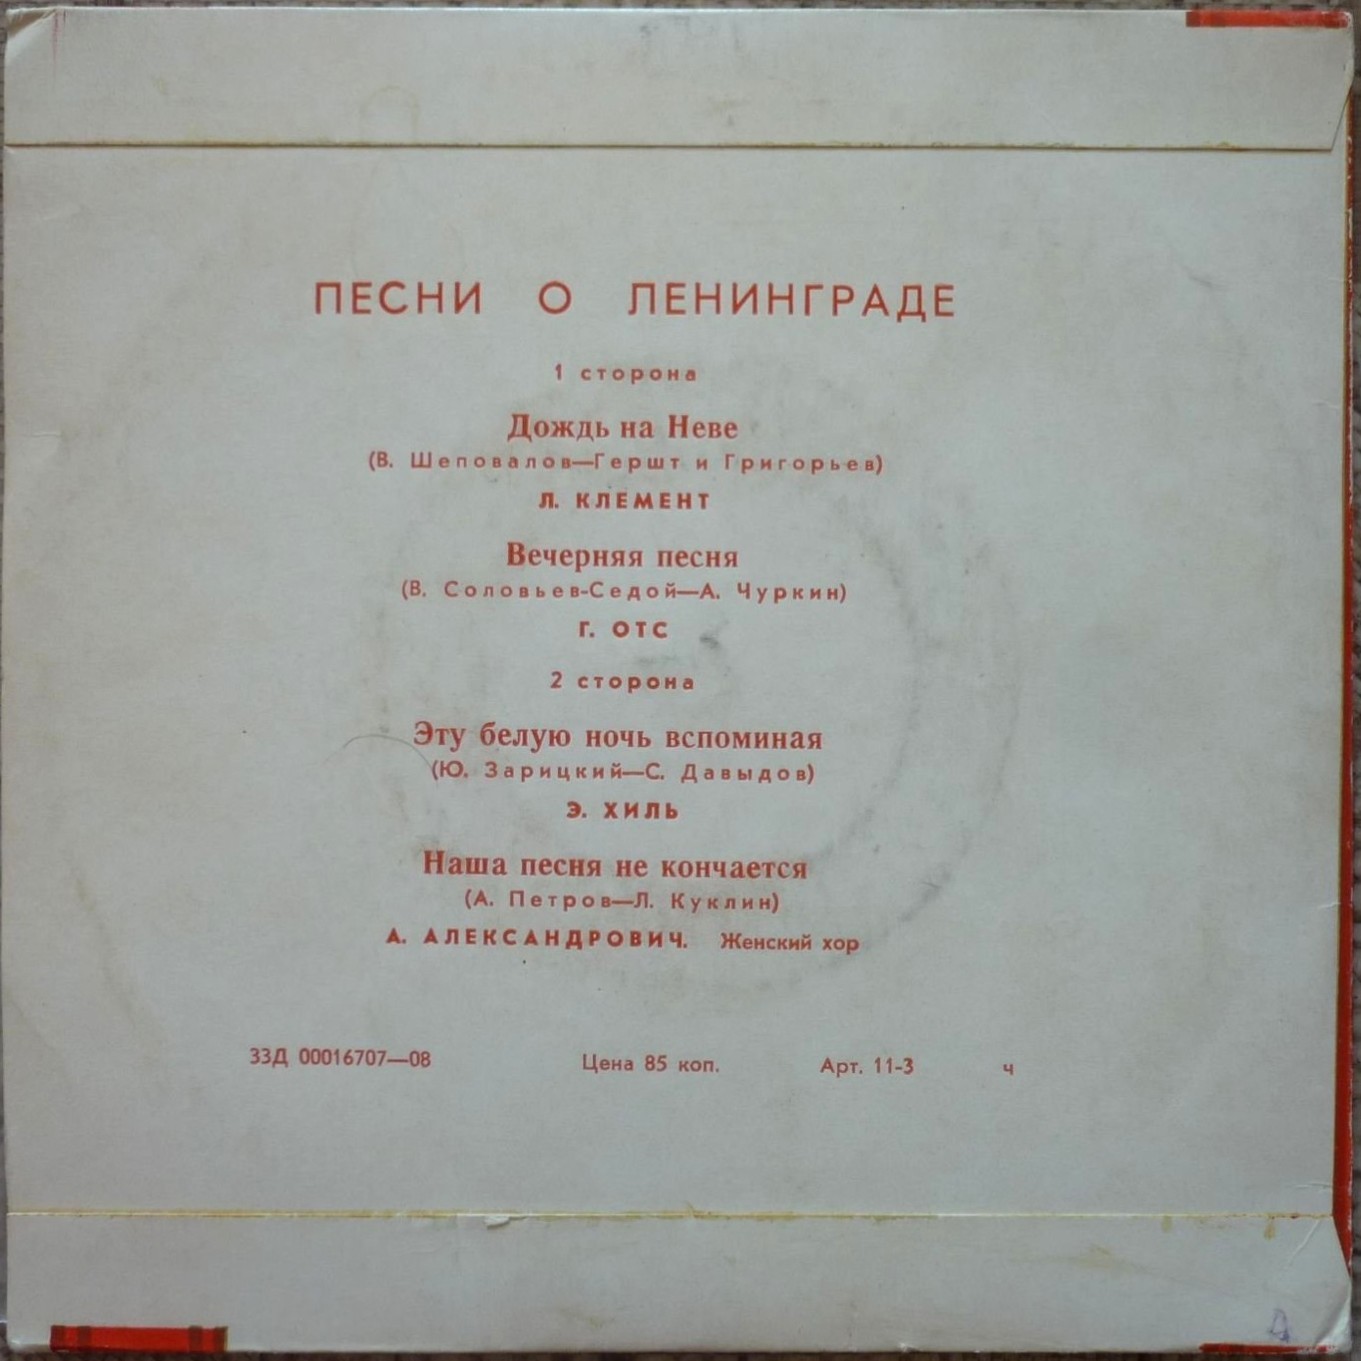 ПЕСНИ О ЛЕНИНГРАДЕ
1 сторона
Дождь на Неве
(В. Шеповалов—Гершт и Григорьев)
Л. КЛЕМЕНТ
Вечерняя песня
(В. Соловьев-Седой—А. Чуркин)
Г. ОТС
2 сторона
Эту белую ночь вспоминая
(Ю. Зарицкий—С. Давыдов)
Э. ХИЛЬ
Наша песня не кончается
(А. Петров—Л. Куклин)
А. АЛЕКСАНДРОВИЧ. Женский хор
33Д 00016707—08 Цена 85 коп. Арт. 11-3 ч